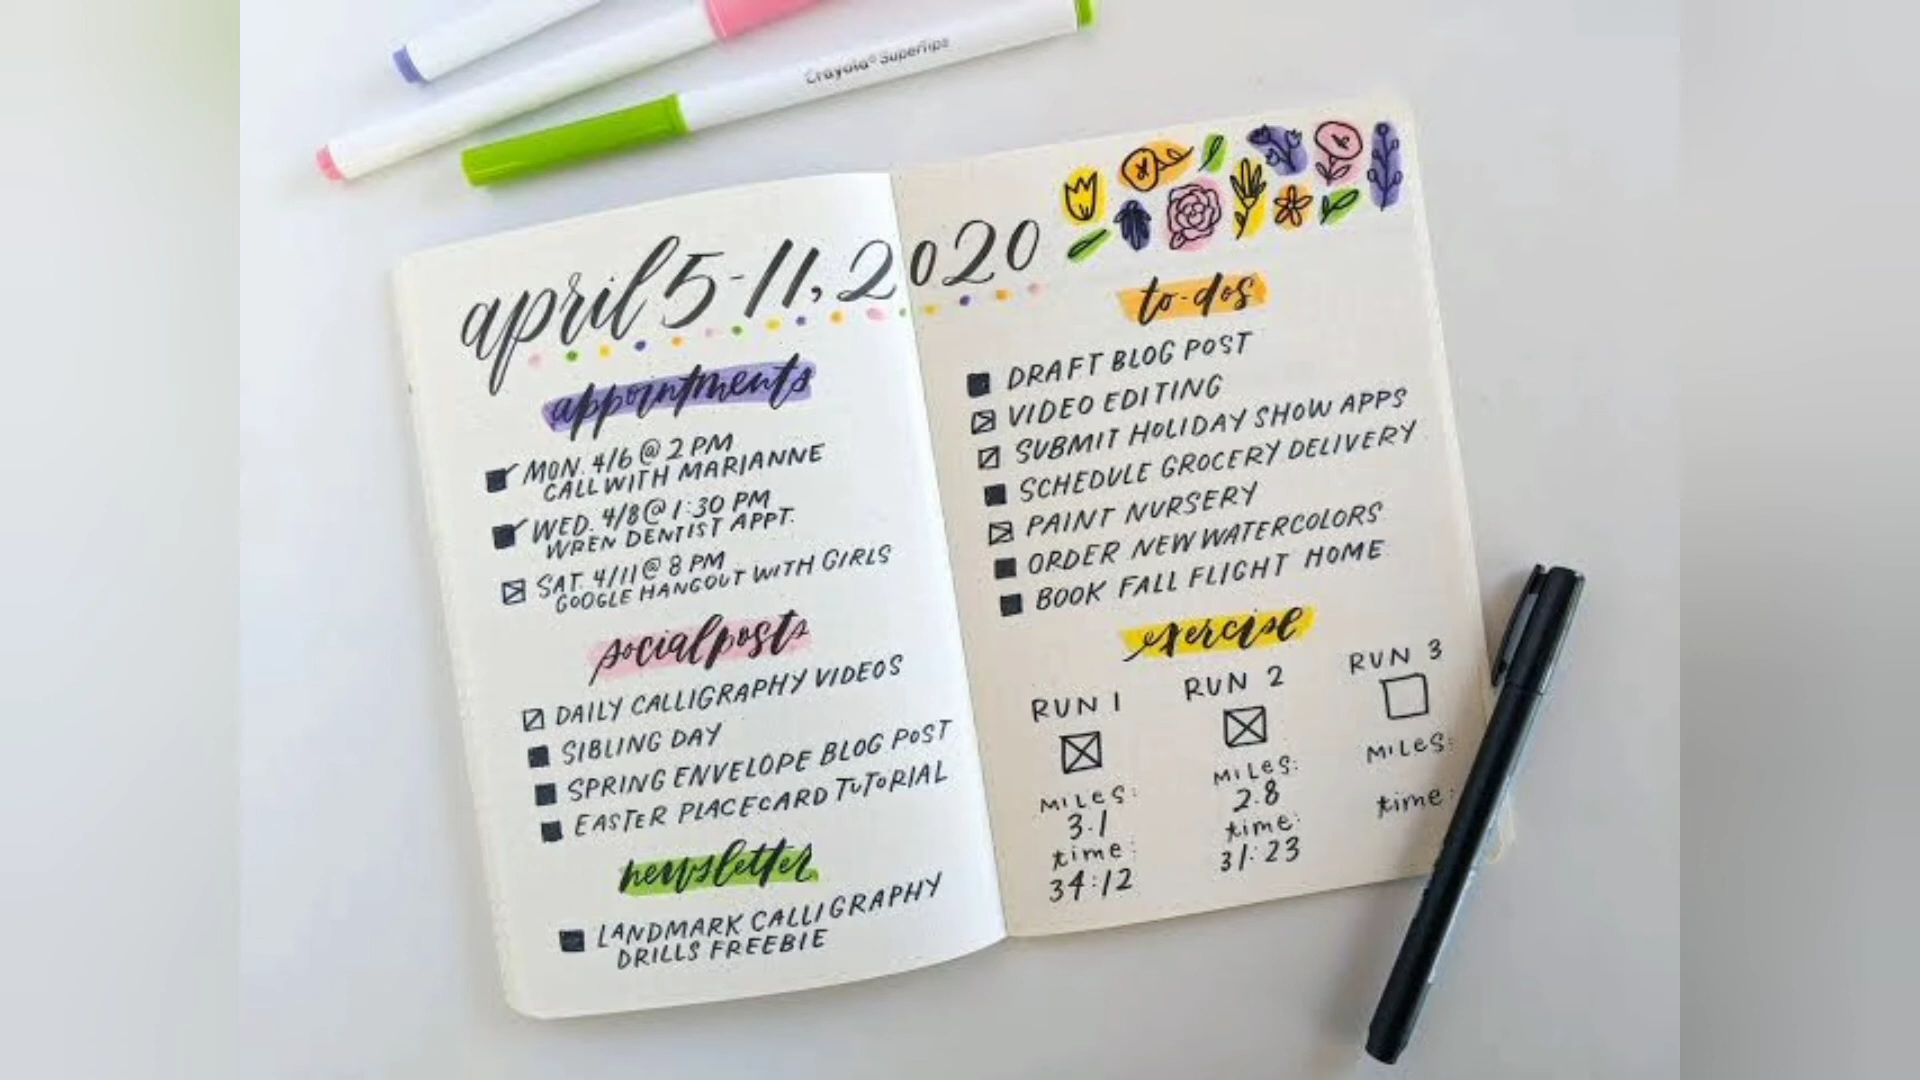 Crayola® SuperTips
april 5-11, 2020
appointments
MON. 4/6 @ 2 PM
CALL WITH MARIANNE
WED. 4/8 @ 1:30 PM
WREN DENTIST APPT.
SAT. 4/11 @ 8 PM
GOOGLE HANGOUT WITH GIRLS
social posts
DAILY CALLIGRAPHY VIDEOS
SIBLING DAY
SPRING ENVELOPE BLOG POST
EASTER PLACECARD TUTORIAL
newsletter
LANDMARK CALLIGRAPHY
DRILLS FREEBIE
to-dos
DRAFT BLOG POST
VIDEO EDITING
SUBMIT HOLIDAY SHOW APPS
SCHEDULE GROCERY DELIVERY
PAINT NURSERY
ORDER NEW WATERCOLORS
BOOK FALL FLIGHT HOME
exercise
RUN 1
MILES:
3.1
time:
34:12
RUN 2
MILES:
2.8
time:
31:23
RUN 3
MILES:
time: